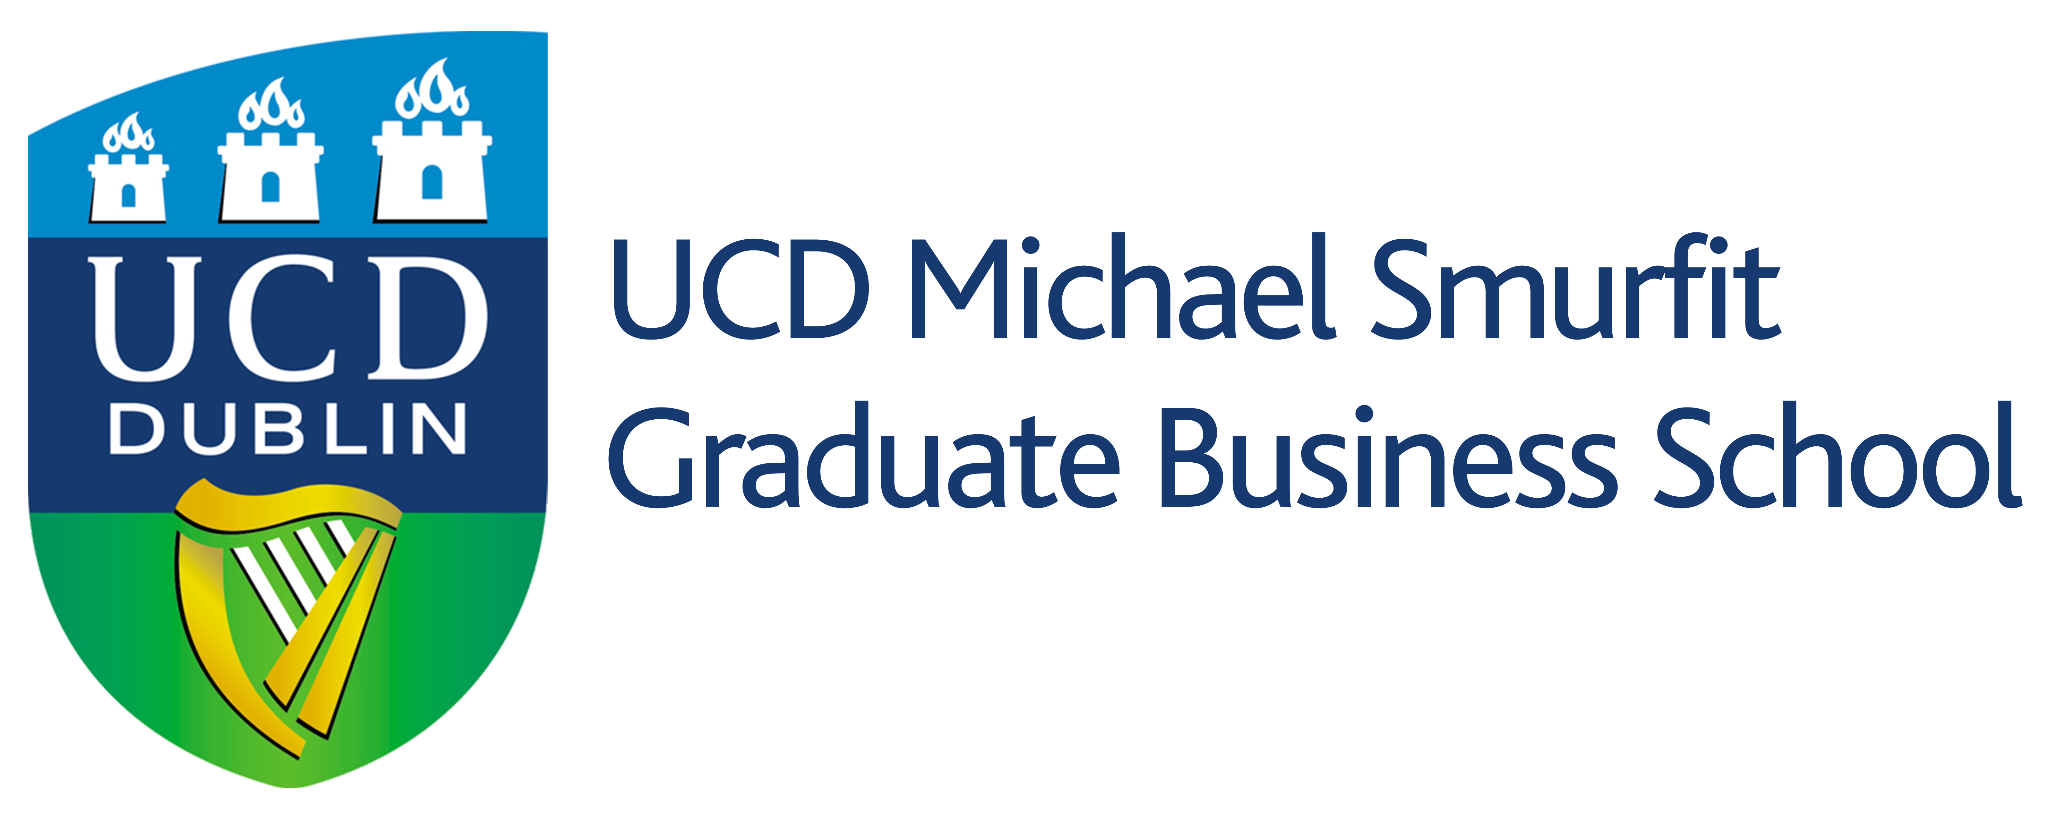 UCD
DUBLIN
UCD Michael Smurfit
Graduate Business School